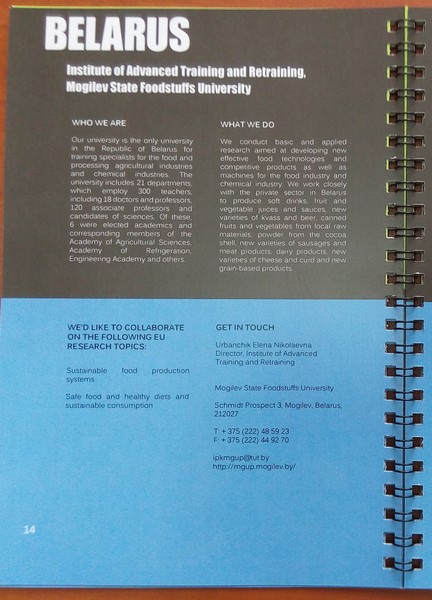 BELARUS
Institute of Advanced Training and Retraining,
Mogilev State Foodstuffs University
WHO WE ARE
Our university is the only university
in the Republic of Belarus for
training specialists for the food and
processing agricultural industries
and chemical industries. The
university includes 21 departments,
which employ 300 teachers,
including 18 doctors and professors,
120 associate professors and
candidates of sciences. Of these,
6 were elected academics and
corresponding members of the
Academy of Agricultural Sciences,
Academy of Refrigeration,
Engineering Academy and others.
WHAT WE DO
We conduct basic and applied
research aimed at developing new
effective food technologies and
competitive products as well as
machines for the food industry and
chemical industry. We work closely
with the private sector in Belarus
to produce soft drinks, fruit and
vegetable juices and sauces, new
varieties of kvass and beer, canned
fruits and vegetables from local raw
materials, powder from the cocoa
shell, new varieties of sausages and
meat products, dairy products, new
varieties of cheese and curd and new
grain-based products.
WE'D LIKE TO COLLABORATE
ON THE FOLLOWING EU
RESEARCH TOPICS:
Sustainable food production
systems
Safe food and healthy diets and
sustainable consumption
GET IN TOUCH
Urbanchik Elena Nikolaevna
Director, Institute of Advanced
Training and Retraining
Mogilev State Foodstuffs University
Schmidt Prospect 3, Mogilev, Belarus,
212027
T: + 375 (222) 48 59 23
F: + 375 (222) 44 92 70
ipkmgup@tut.by
http://mgup.mogilev.by/
14